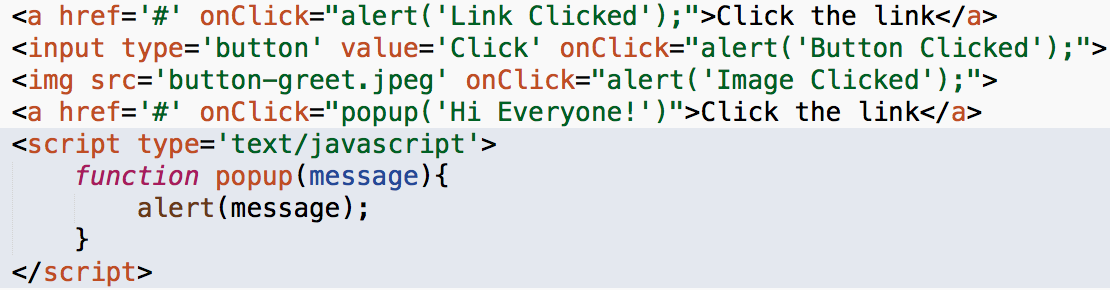 <a href='#' onClick="alert('Link Clicked');">Click the link</a>
<input type='button' value='Click' onClick="alert('Button Clicked');">
<img src='button-greet.jpeg' onClick="alert('Image Clicked');">
<a href='#' onClick="popup('Hi Everyone!')">Click the link</a>
<script type='text/javascript'>
    function popup(message){
        alert(message);
    }
</script>